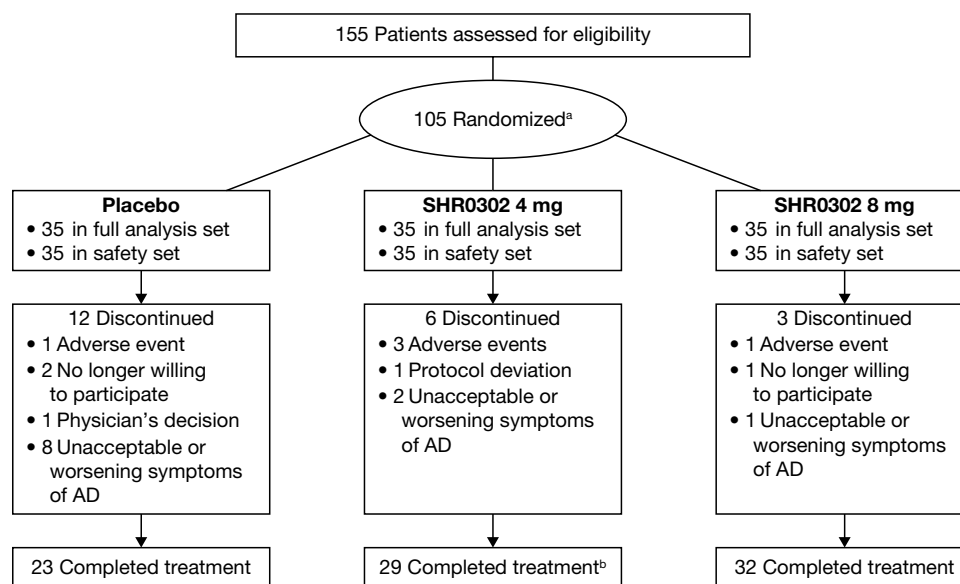 155 Patients assessed for eligibility
105 Randomizedᵃ
Placebo
• 35 in full analysis set
• 35 in safety set
SHR0302 4 mg
• 35 in full analysis set
• 35 in safety set
SHR0302 8 mg
• 35 in full analysis set
• 35 in safety set
12 Discontinued
• 1 Adverse event
• 2 No longer willing
to participate
• 1 Physician’s decision
• 8 Unacceptable or
worsening symptoms
of AD
6 Discontinued
• 3 Adverse events
• 1 Protocol deviation
• 2 Unacceptable or
worsening symptoms
of AD
3 Discontinued
• 1 Adverse event
• 1 No longer willing
to participate
• 1 Unacceptable or
worsening symptoms
of AD
23 Completed treatment
29 Completed treatmentᵇ
32 Completed treatment